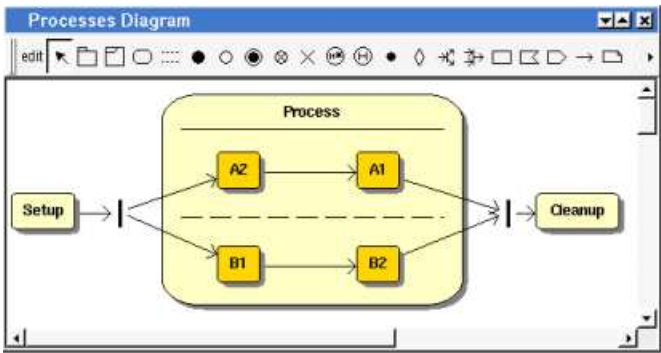 Processes Diagram
edit
Process
A2 A1
Setup Cleanup
B1 B2